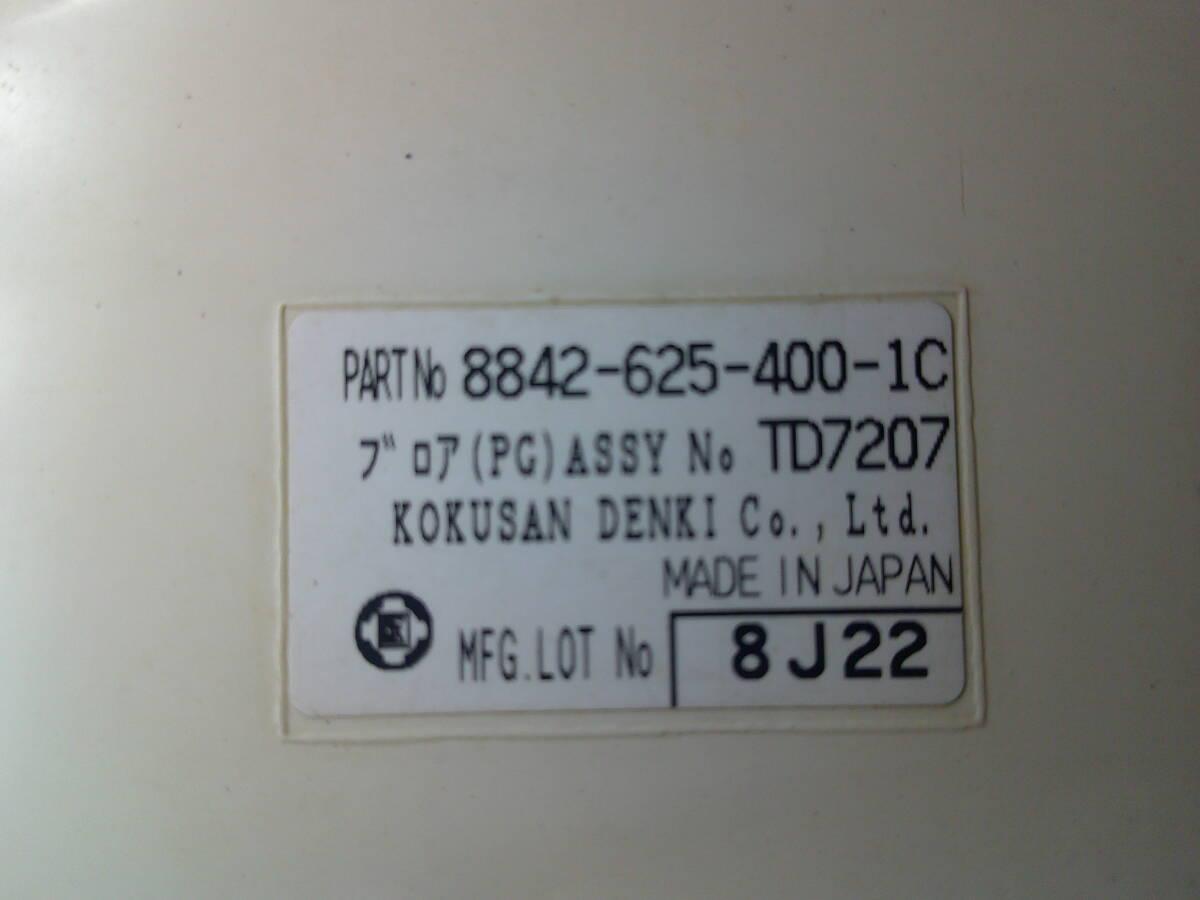 PART No 8842-625-400-1C
ブロア(PG)ASSY No TD7207
KOKUSAN DENKI Co., Ltd.
MADE IN JAPAN
MFG.LOT No 8J22